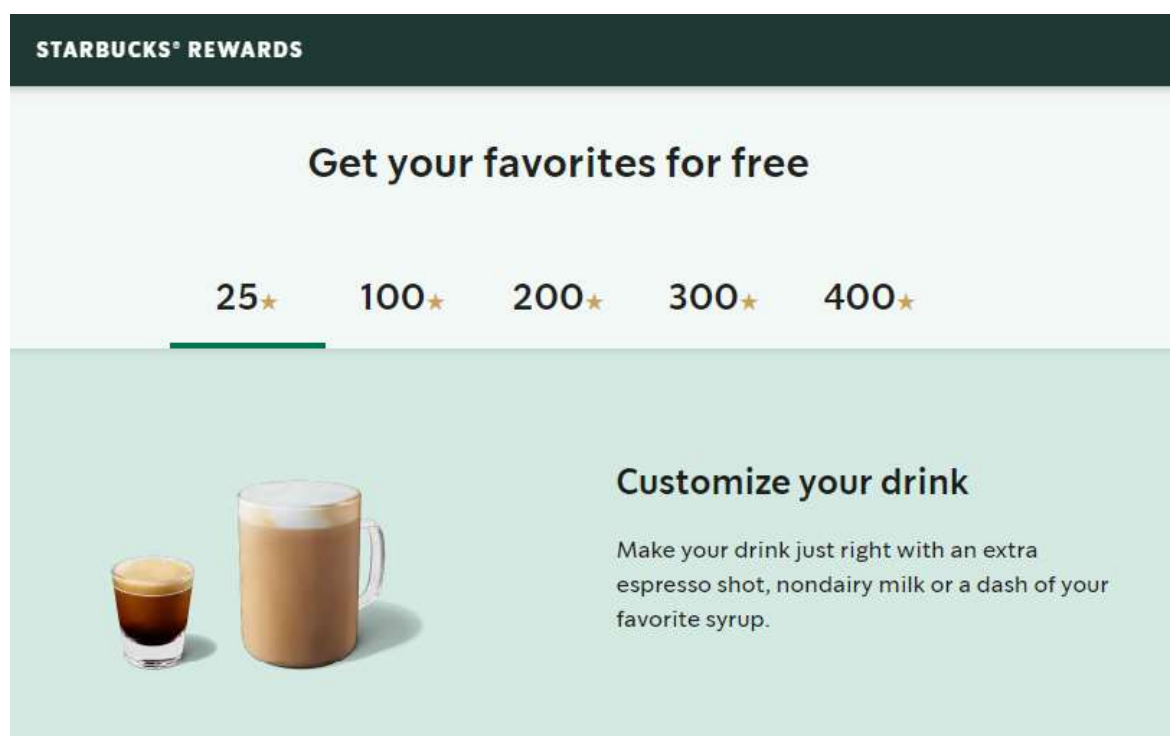 STARBUCKS® REWARDS
Get your favorites for free
25★ 100★ 200★ 300★ 400★
Customize your drink
Make your drink just right with an extra
espresso shot, nondairy milk or a dash of your
favorite syrup.